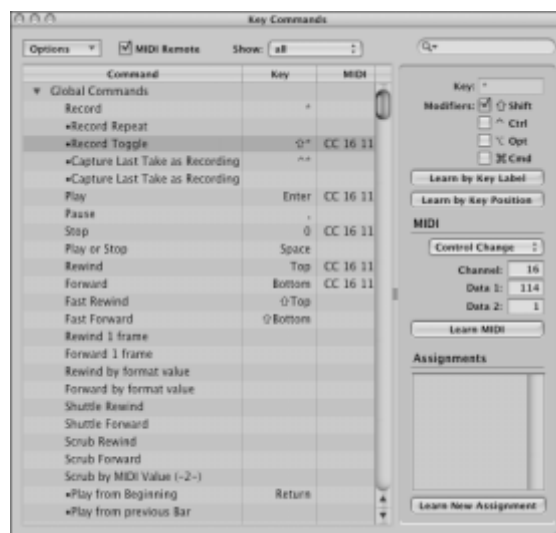 Key Commands
Options ▼ ☑ MIDI Remote Show: all
Command Key MIDI
▼ Global Commands
Record *
•Record Repeat
•Record Toggle ⇧* CC 16 11
•Capture Last Take as Recording ^*
•Capture Last Take as Recording
Play Enter CC 16 11
Pause .
Stop 0 CC 16 11
Play or Stop Space
Rewind Top CC 16 11
Forward Bottom CC 16 11
Fast Rewind ⇧Top
Fast Forward ⇧Bottom
Rewind 1 frame
Forward 1 frame
Rewind by format value
Forward by format value
Shuttle Rewind
Shuttle Forward
Scrub Rewind
Scrub Forward
Scrub by MIDI Value (-2-)
•Play from Beginning Return
•Play from previous Bar
Key: *
Modifiers: ☑ ⇧ Shift
^ Ctrl
⌥ Opt
⌘ Cmd
Learn by Key Label
Learn by Key Position
MIDI
Control Change
Channel: 16
Data 1: 114
Data 2: 1
Learn MIDI
Assignments
Learn New Assignment